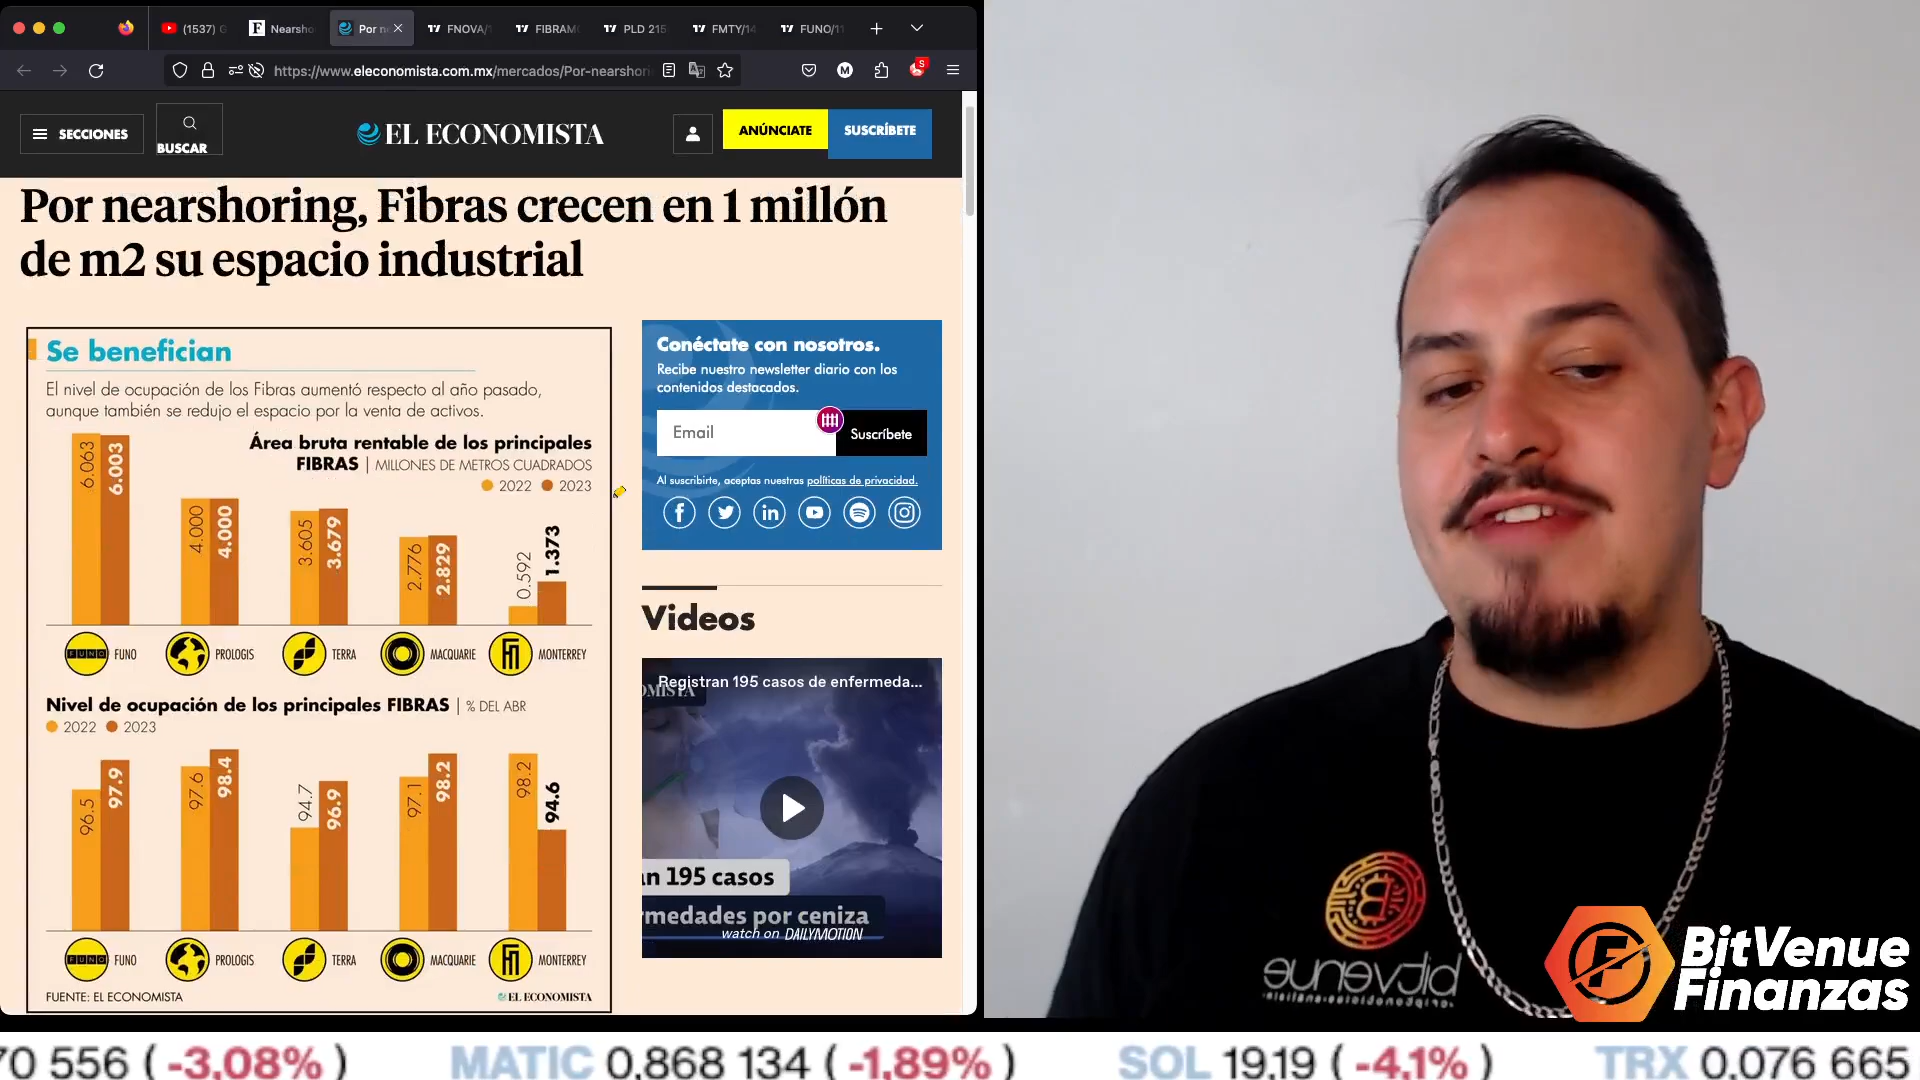 (1537) G
Nearsho
Por n
FNOVA/1
FIBRAM
PLD 215
FMTY/14
FUNO/11
https://www.eleconomista.com.mx/mercados/Por-nearshori
M
S
SECCIONES
BUSCAR
EL ECONOMISTA
ANÚNCIATE
SUSCRÍBETE
Por nearshoring, Fibras crecen en 1 millón
de m2 su espacio industrial
Se benefician
El nivel de ocupación de los Fibras aumentó respecto al año pasado,
aunque también se redujo el espacio por la venta de activos.
Área bruta rentable de los principales
FIBRAS | MILLONES DE METROS CUADRADOS
2022 2023
6.063 6.003 4.000 4.000 3.605 3.679 2.776 2.829 0.592 1.373
FUNO FUNO PROLOGIS TERRA MACQUARIE MONTERREY
Nivel de ocupación de los principales FIBRAS | % DEL ABR
2022 2023
96.5 97.9 97.6 98.4 94.7 96.9 97.1 98.2 98.2 94.6
FUNO FUNO PROLOGIS TERRA MACQUARIE MONTERREY
FUENTE: EL ECONOMISTA
EL ECONOMISTA
Conéctate con nosotros.
Recibe nuestro newsletter diario con los
contenidos destacados.
Email
Suscríbete
Al suscribirte, aceptas nuestras políticas de privacidad.
Videos
Registran 195 casos de enfermeda...
OMISTA
an 195 casos
rmedades por ceniza
watch on DAILYMOTION
bitvenue
BitVenue
Finanzas
70 556 ( -3,08% ) MATIC 0,868 134 ( -1,89% ) SOL 19,19 ( -4,1% ) TRX 0,076 665